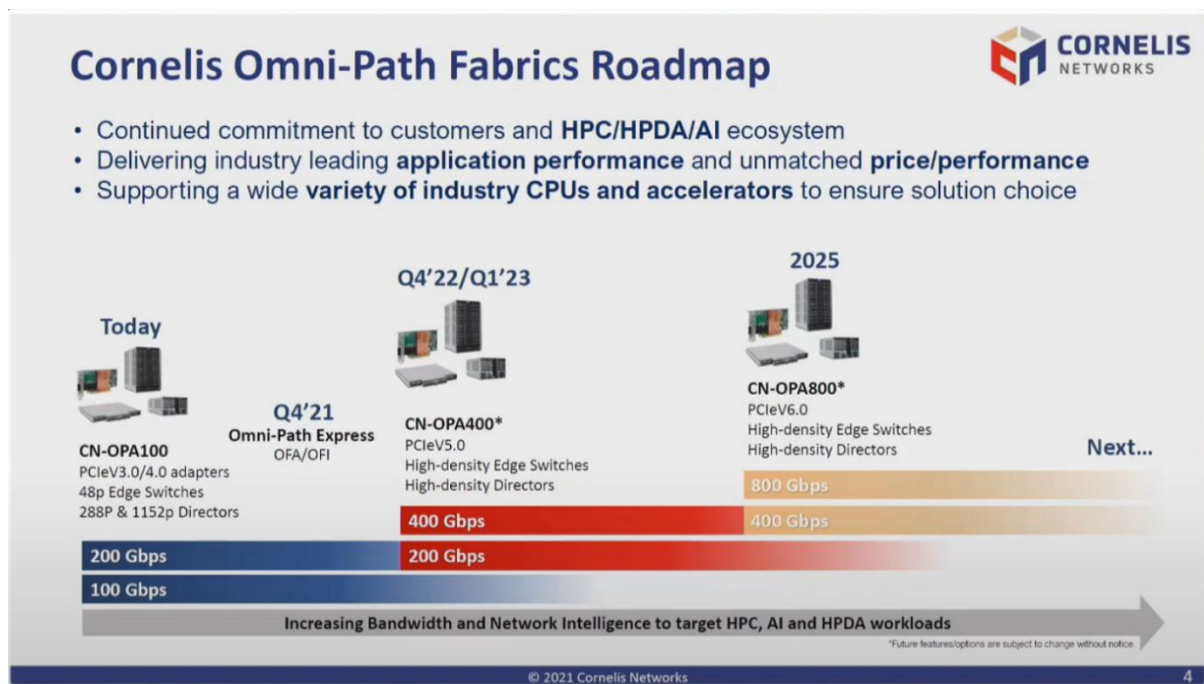 Cornelis Omni-Path Fabrics Roadmap
CORNELIS
NETWORKS
• Continued commitment to customers and HPC/HPDA/AI ecosystem
• Delivering industry leading application performance and unmatched price/performance
• Supporting a wide variety of industry CPUs and accelerators to ensure solution choice
Today
CN-OPA100
PCIeV3.0/4.0 adapters
48p Edge Switches
288P & 1152p Directors
Q4'21
Omni-Path Express
OFA/OFI
Q4'22/Q1'23
CN-OPA400*
PCIeV5.0
High-density Edge Switches
High-density Directors
2025
CN-OPA800*
PCIeV6.0
High-density Edge Switches
High-density Directors
Next...
800 Gbps
400 Gbps
400 Gbps
200 Gbps
200 Gbps
100 Gbps
Increasing Bandwidth and Network Intelligence to target HPC, AI and HPDA workloads
*Future features/options are subject to change without notice.
© 2021 Cornelis Networks
4